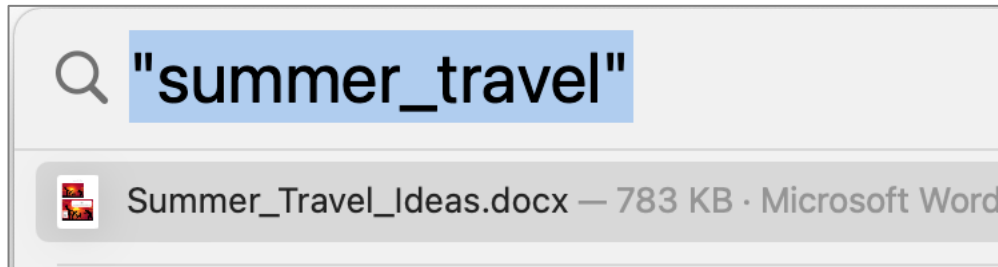 "summer_travel"
Summer_Travel_Ideas.docx — 783 KB · Microsoft Word